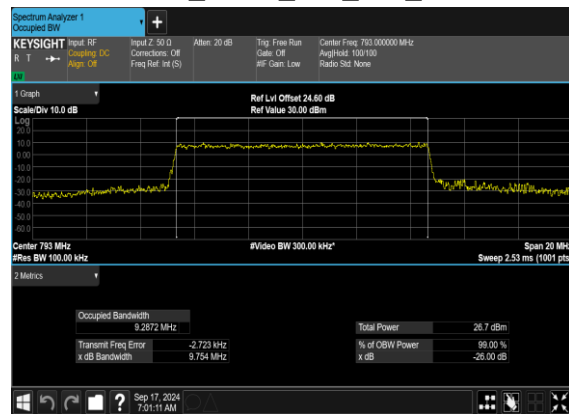 Spectrum Analyzer 1
Occupied BW
+
KEYSIGHT Input: RF Input Z: 50 Ω Atten: 20 dB Trig: Free Run Center Freq: 793.000000 MHz
R T Coupling: DC Corrections: Off Gate: Off Avg|Hold: 100/100
Align: Off Freq Ref: Int (S) #IF Gain: Low Radio Std: None
1 Graph Ref Lvl Offset 24.60 dB
Scale/Div 10.0 dB Ref Value 30.00 dBm
Log
20.0
10.0
0.00
-10.0
-20.0
-30.0
-40.0
-50.0
-60.0
Center 793 MHz #Video BW 300.00 kHz* Span 20 MHz
#Res BW 100.00 kHz Sweep 2.53 ms (1001 pts
2 Metrics
Occupied Bandwidth
9.2872 MHz Total Power 26.7 dBm
Transmit Freq Error -2.723 kHz % of OBW Power 99.00 %
x dB Bandwidth 9.754 MHz x dB -26.00 dB
? Sep 17, 2024
7:01:11 AM